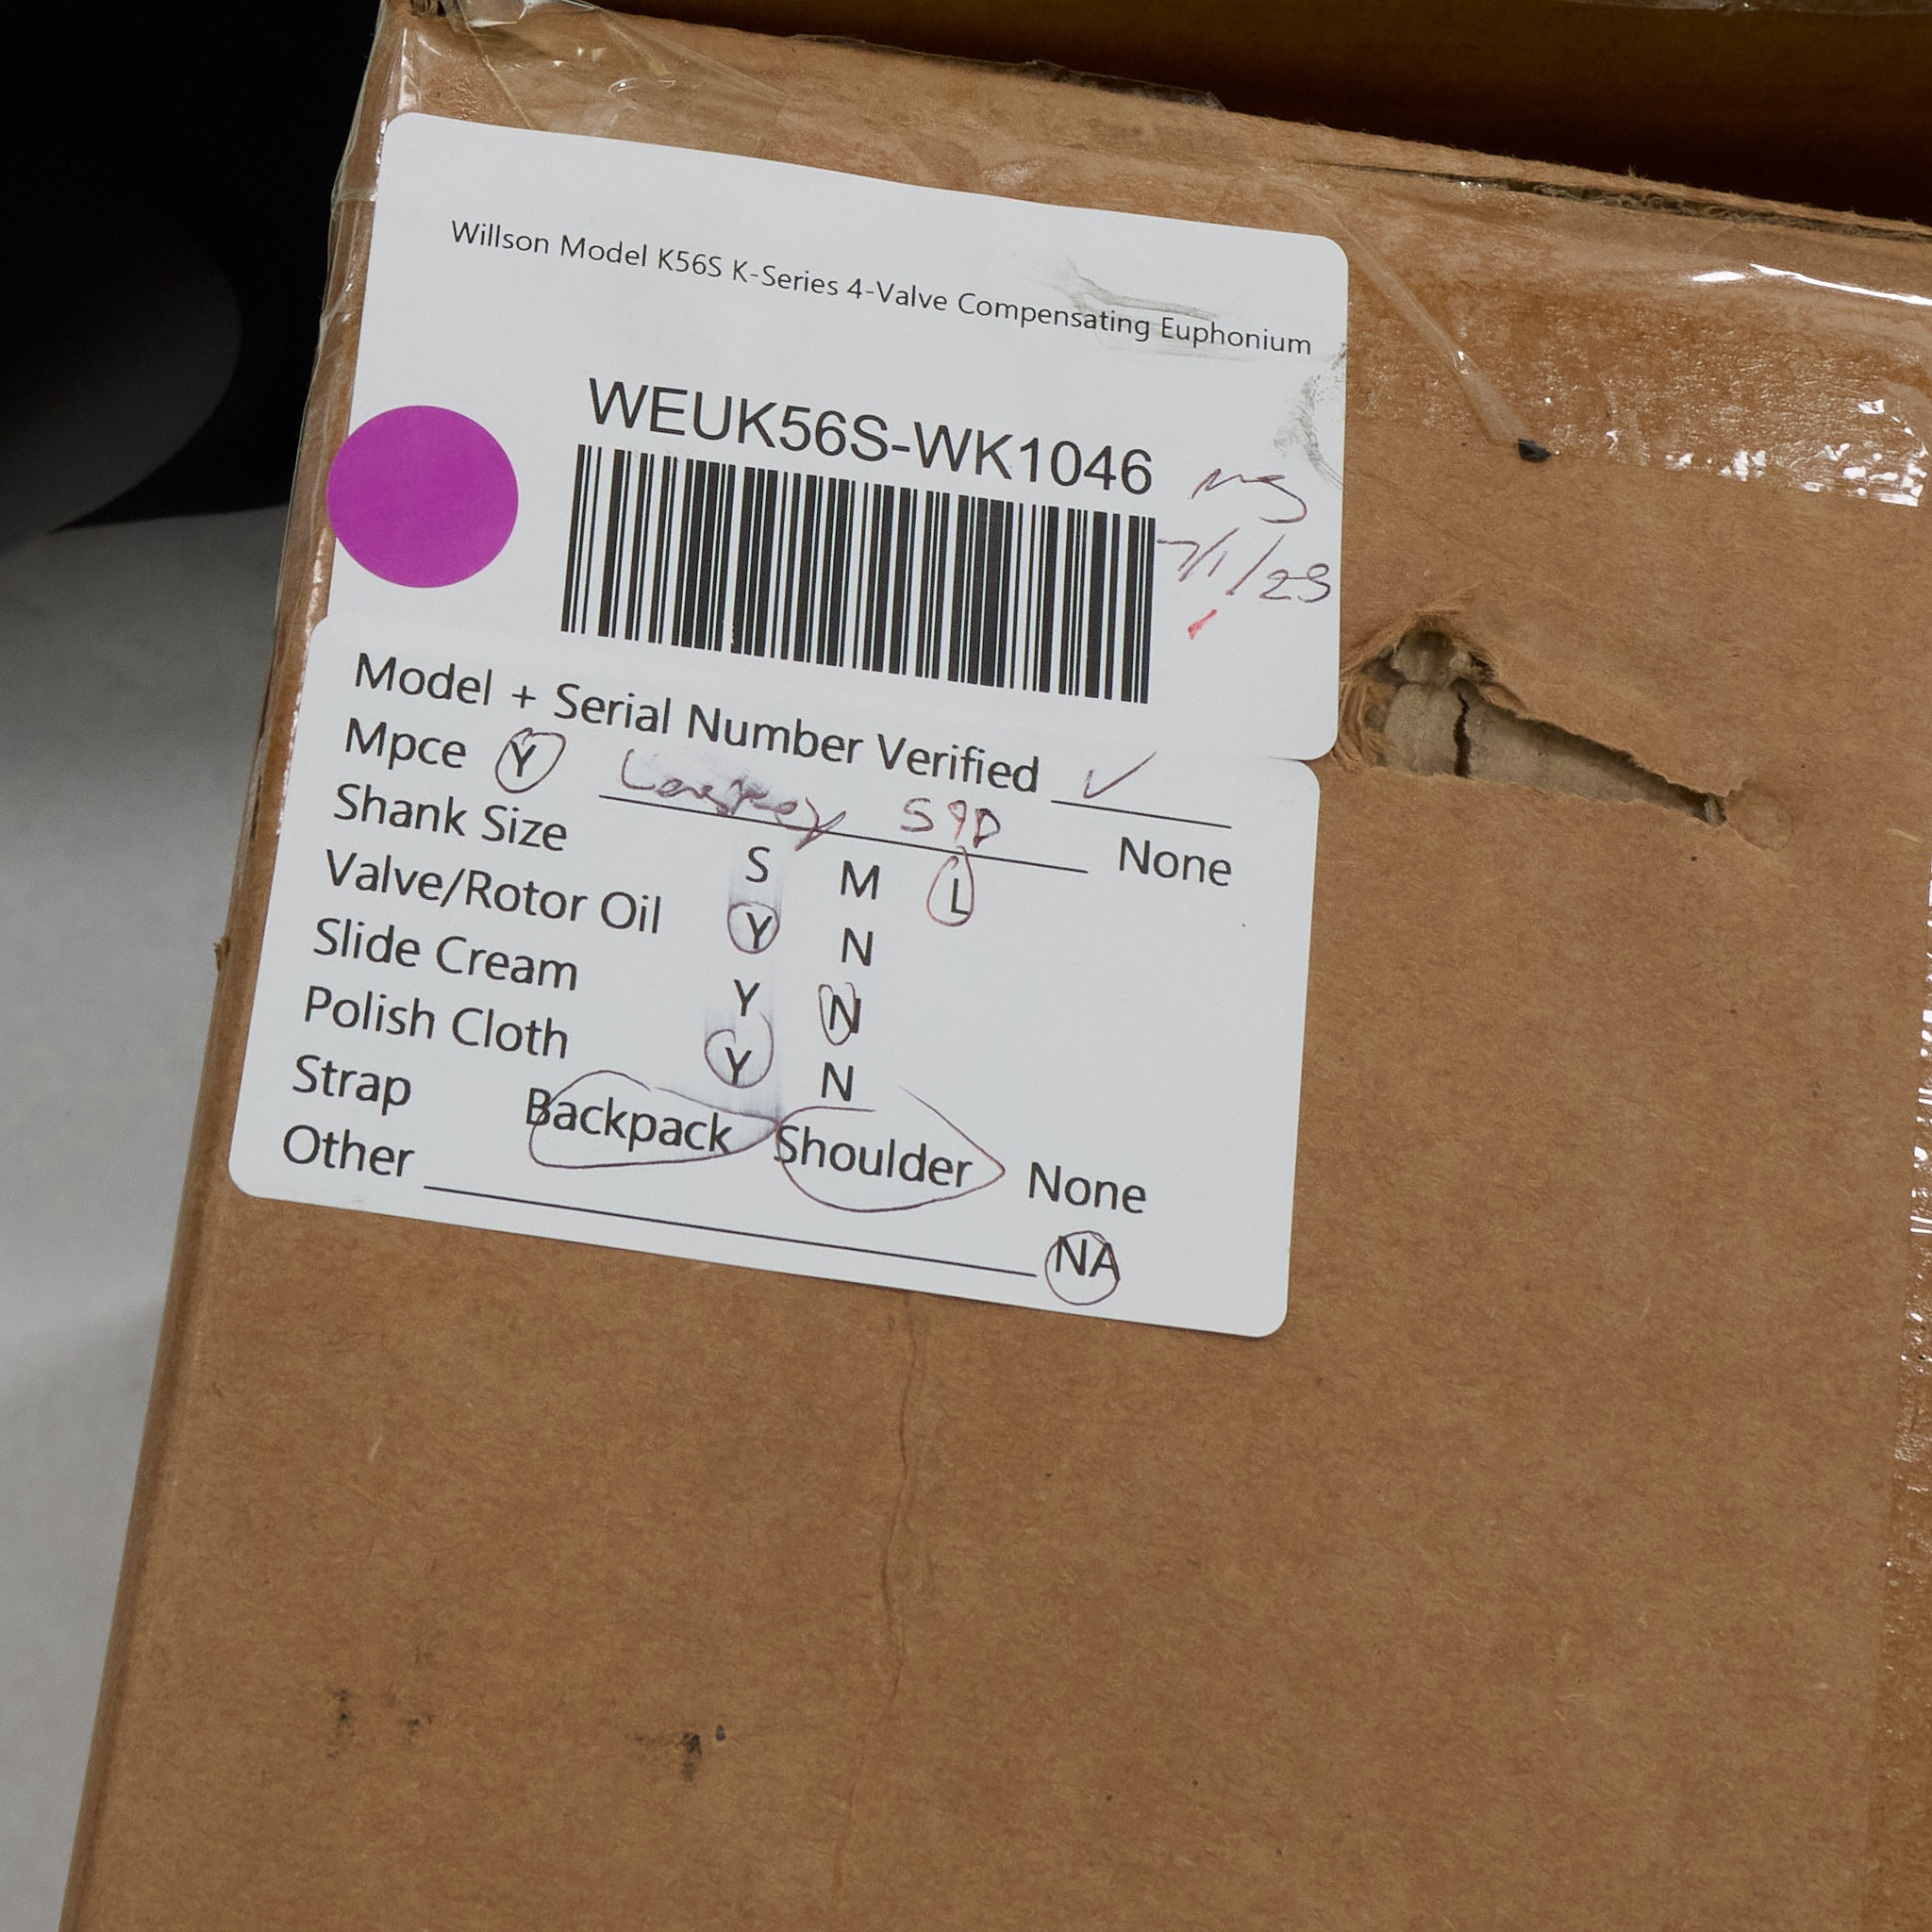 Willson Model K56S K-Series 4-Valve Compensating Euphonium
WEUK56S-WK1046
7/1/23
Model + Serial Number Verified ✓
Mpce Y 59D None
Shank Size S M L
Valve/Rotor Oil Y N
Slide Cream Y N
Polish Cloth Y N
Strap Backpack Shoulder None
Other NA